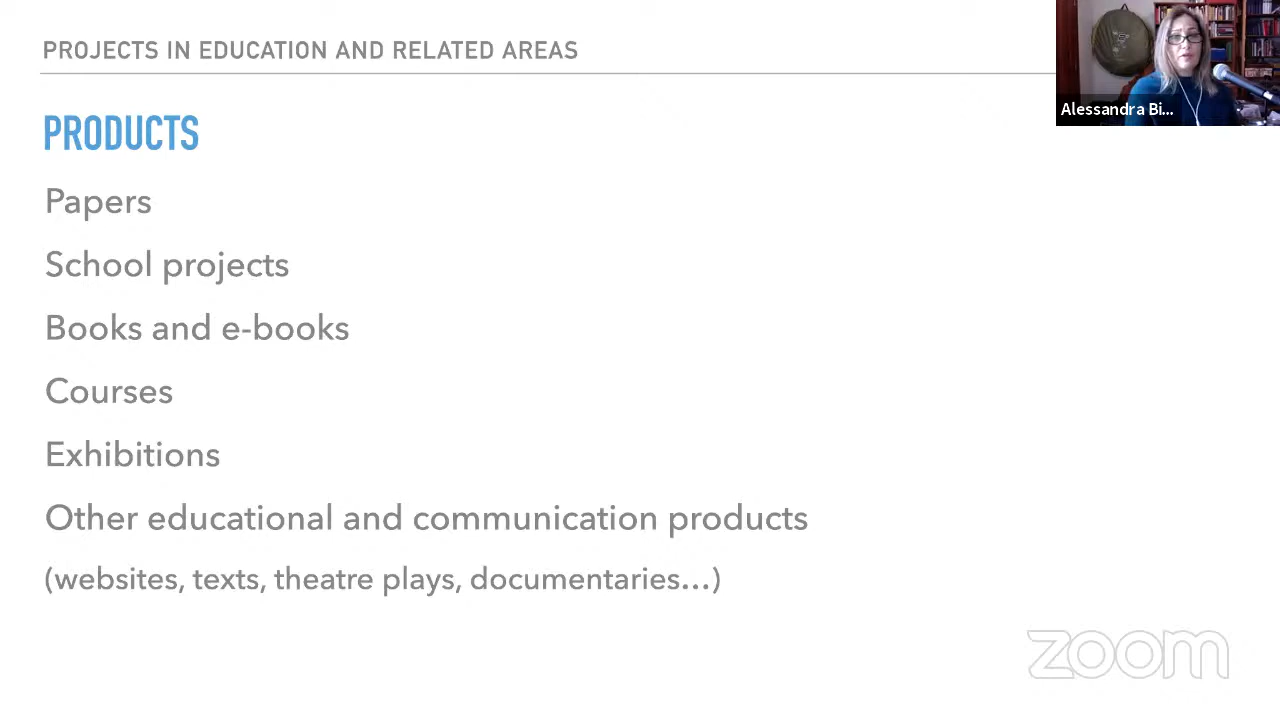 PROJECTS IN EDUCATION AND RELATED AREAS
Alessandra Bi...
PRODUCTS
Papers
School projects
Books and e-books
Courses
Exhibitions
Other educational and communication products
(websites, texts, theatre plays, documentaries...)
zoom